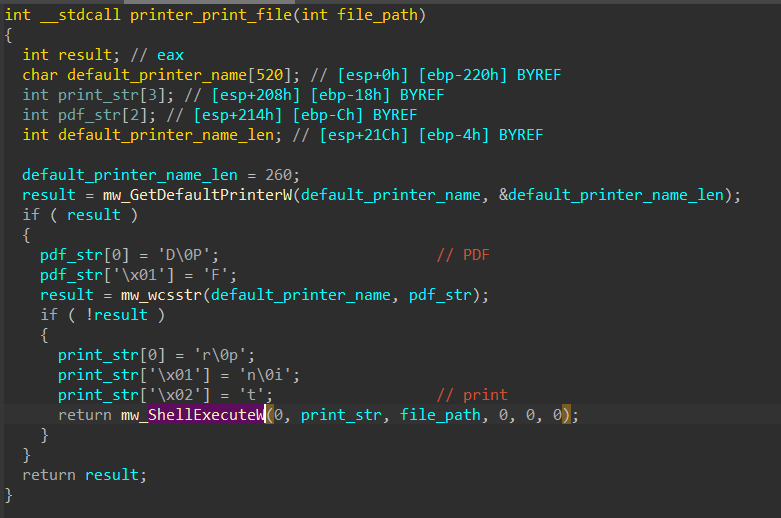 int __stdcall printer_print_file(int file_path)
{
  int result; // eax
  char default_printer_name[520]; // [esp+0h] [ebp-220h] BYREF
  int print_str[3]; // [esp+208h] [ebp-18h] BYREF
  int pdf_str[2]; // [esp+214h] [ebp-Ch] BYREF
  int default_printer_name_len; // [esp+21Ch] [ebp-4h] BYREF

  default_printer_name_len = 260;
  result = mw_GetDefaultPrinterW(default_printer_name, &default_printer_name_len);
  if ( result )
  {
    pdf_str[0] = 'D\0P';                        // PDF
    pdf_str['\x01'] = 'F';
    result = mw_wcsstr(default_printer_name, pdf_str);
    if ( !result )
    {
      print_str[0] = 'r\0p';
      print_str['\x01'] = 'n\0i';
      print_str['\x02'] = 't';                  // print
      return mw_ShellExecuteW(0, print_str, file_path, 0, 0, 0);
    }
  }
  return result;
}